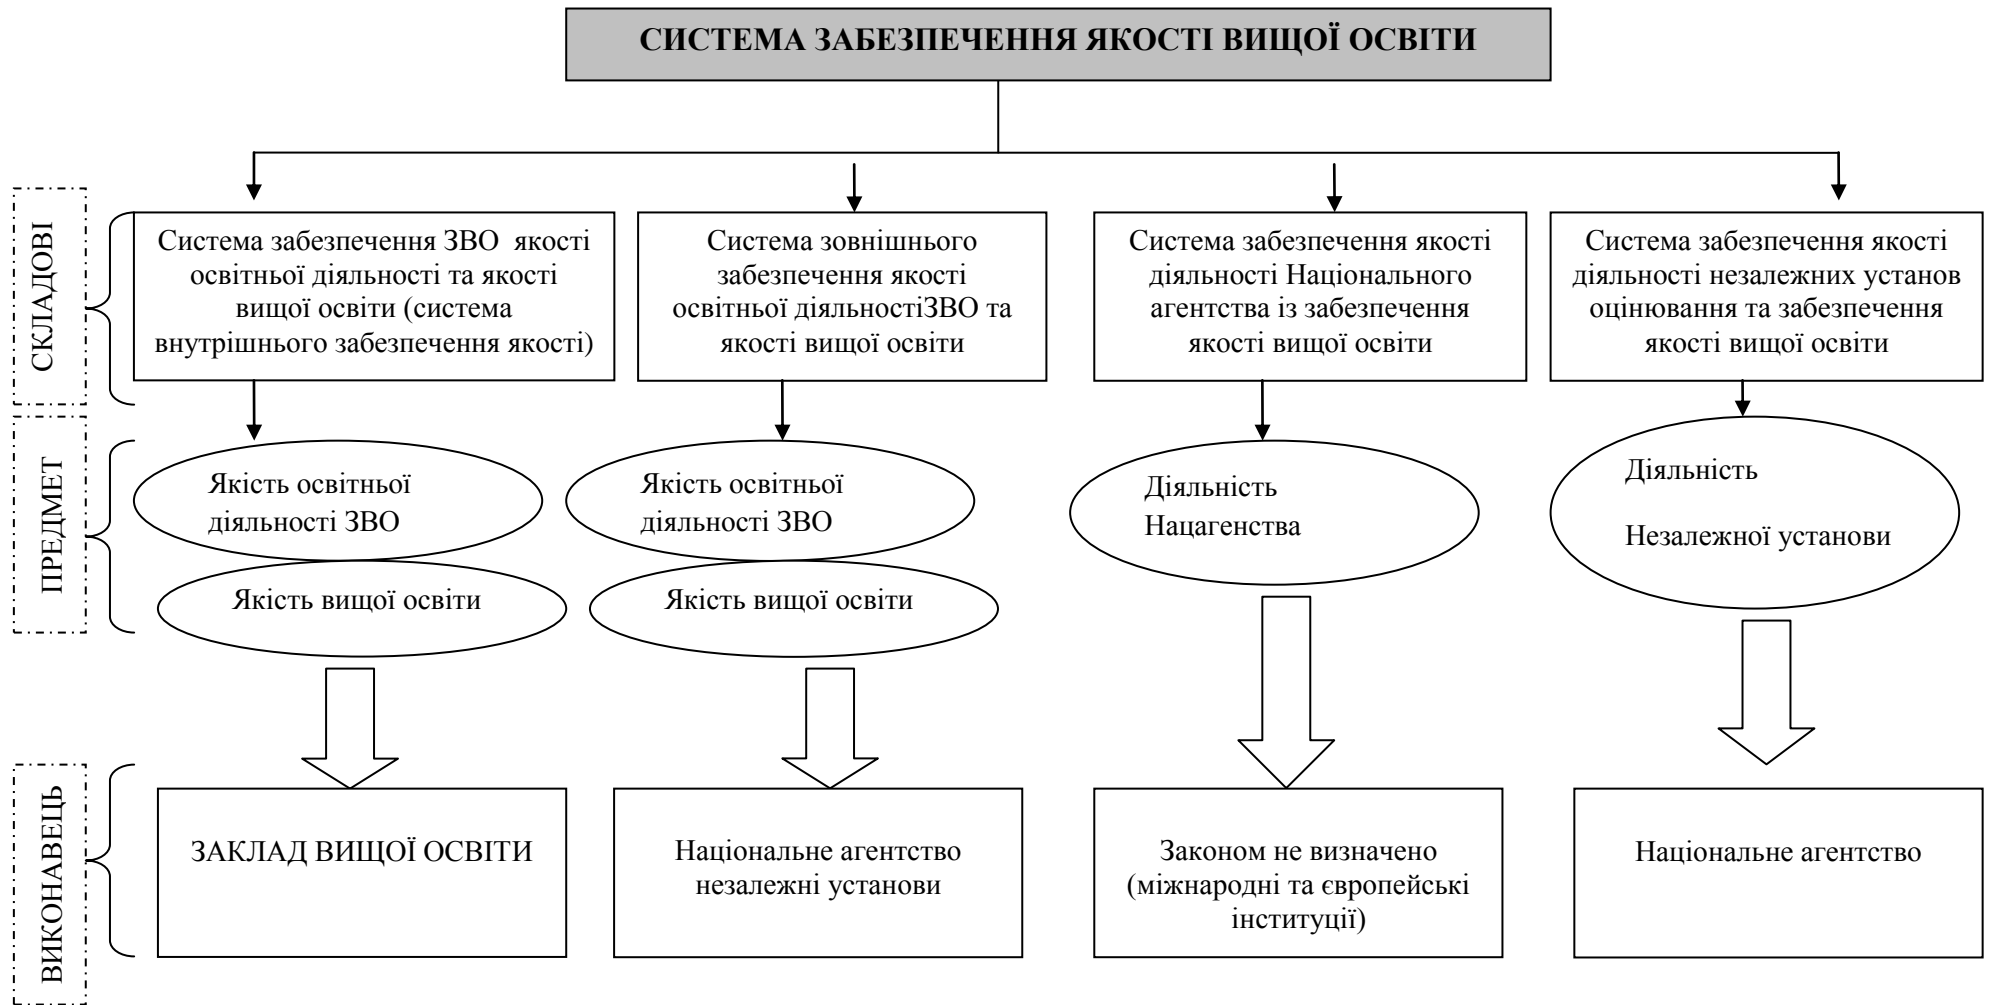 СИСТЕМА ЗАБЕЗПЕЧЕННЯ ЯКОСТІ ВИЩОЇ ОСВІТИ
СКЛАДОВІ
Система забезпечення ЗВО якості
освітньої діяльності та якості
вищої освіти (система
внутрішнього забезпечення якості)
Система зовнішнього
забезпечення якості
освітньої діяльностіЗВО та
якості вищої освіти
Система забезпечення якості
діяльності Національного
агентства із забезпечення
якості вищої освіти
Система забезпечення якості
діяльності незалежних установ
оцінювання та забезпечення
якості вищої освіти
ПРЕДМЕТ
Якість освітньої
діяльності ЗВО
Якість вищої освіти
Якість освітньої
діяльності ЗВО
Якість вищої освіти
Діяльність
Нацагенства
Діяльність
Незалежної установи
ВИКОНАВЕЦЬ
ЗАКЛАД ВИЩОЇ ОСВІТИ
Національне агентство
незалежні установи
Законом не визначено
(міжнародні та європейські
інституції)
Національне агентство